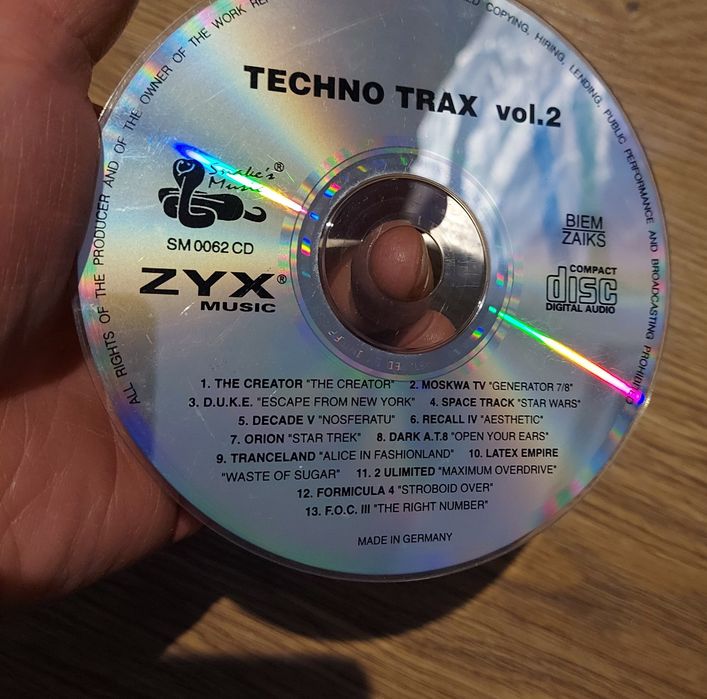 ALL RIGHTS OF THE PRODUCER AND OF THE OWNER OF THE WORK
COPYING, HIRING, LENDING, PUBLIC PERFORMANCE AND BROADCASTING PROHIBITED
TECHNO TRAX vol.2
Snake's®
Music
SM 0062 CD
ZYX®
MUSIC
BIEM
ZAIKS
COMPACT
disc
DIGITAL AUDIO
1. THE CREATOR "THE CREATOR" 2. MOSKWA TV "GENERATOR 7/8"
3. D.U.K.E. "ESCAPE FROM NEW YORK" 4. SPACE TRACK "STAR WARS"
5. DECADE V "NOSFERATU" 6. RECALL IV "AESTHETIC"
7. ORION "STAR TREK" 8. DARK A.T.8 "OPEN YOUR EARS"
9. TRANCELAND "ALICE IN FASHIONLAND" 10. LATEX EMPIRE
"WASTE OF SUGAR" 11. 2 ULIMITED "MAXIMUM OVERDRIVE"
12. FORMICULA 4 "STROBOID OVER"
13. F.O.C. III "THE RIGHT NUMBER"
MADE IN GERMANY